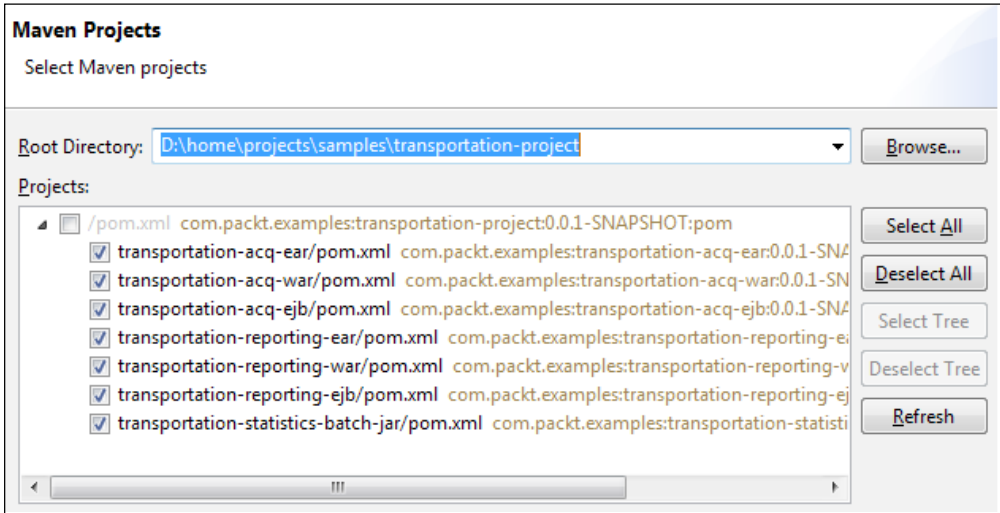 Maven Projects
Select Maven projects
Root Directory: D:\home\projects\samples\transportation-project Browse...
Projects:
/pom.xml com.packt.examples:transportation-project:0.0.1-SNAPSHOT:pom
Select All
transportation-acq-ear/pom.xml com.packt.examples:transportation-acq-ear:0.0.1-SNA
transportation-acq-war/pom.xml com.packt.examples:transportation-acq-war:0.0.1-SN
Deselect All
transportation-acq-ejb/pom.xml com.packt.examples:transportation-acq-ejb:0.0.1-SNA
Select Tree
transportation-reporting-ear/pom.xml com.packt.examples:transportation-reporting-ea
transportation-reporting-war/pom.xml com.packt.examples:transportation-reporting-v
Deselect Tree
transportation-reporting-ejb/pom.xml com.packt.examples:transportation-reporting-ej
transportation-statistics-batch-jar/pom.xml com.packt.examples:transportation-statisti
Refresh